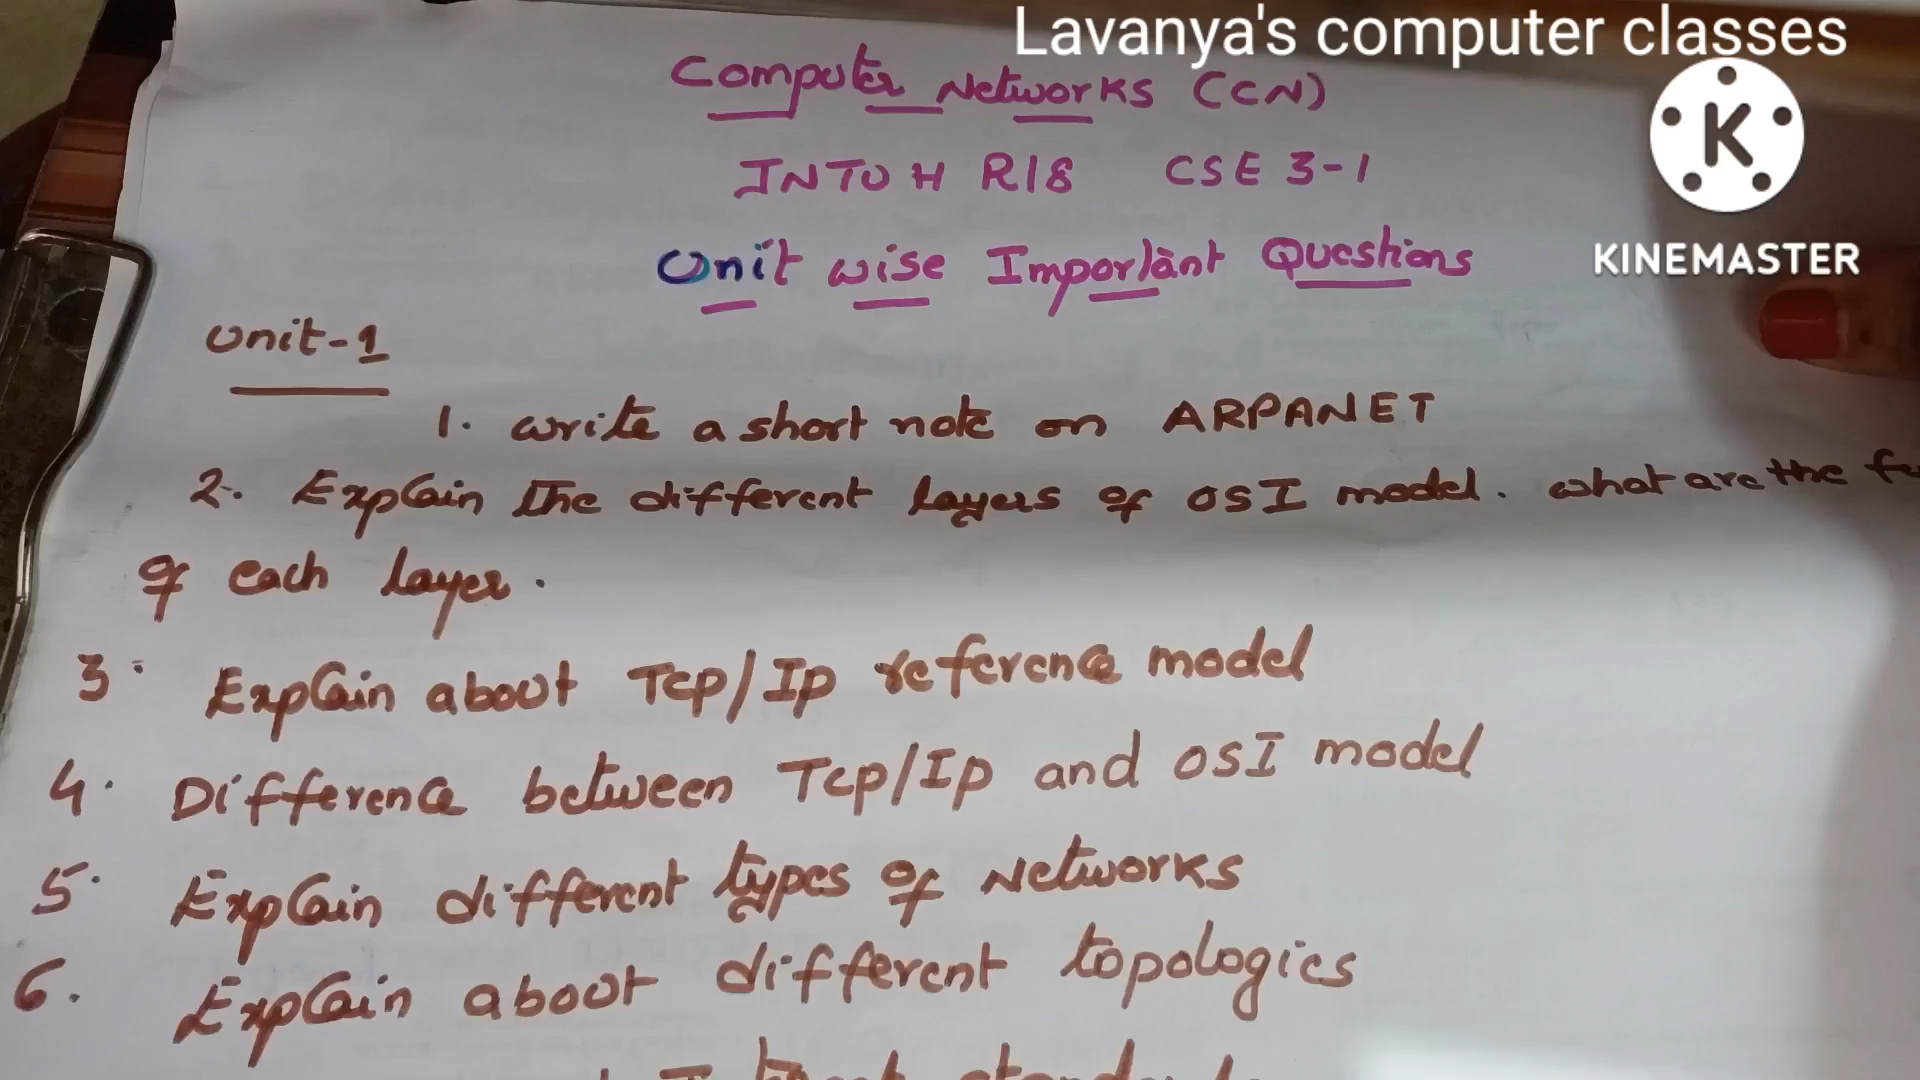 Lavanya's computer classes
Computer Networks (CN)
JNTUH R18 CSE 3-1
K
KINEMASTER
Unit wise Important Questions
Unit-1
1. Write a short note on ARPANET
2. Explain the different layers of OSI model. What are the
of each layer.
3. Explain about Tcp/Ip reference model
4. Difference between Tcp/Ip and OSI model
5. Explain different types of Networks
6. Explain about different topologies